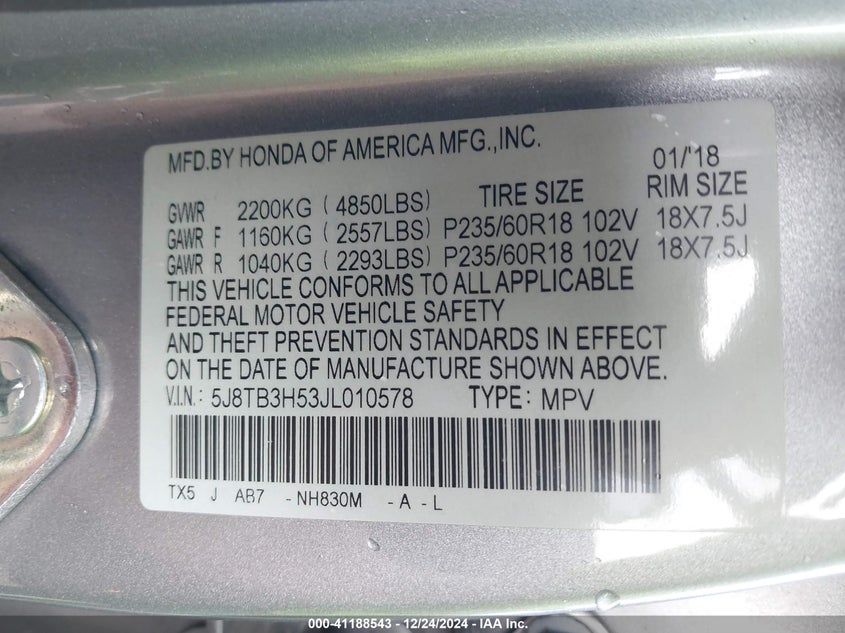 MFD.BY HONDA OF AMERICA MFG.,INC. 01/'18
TIRE SIZE RIM SIZE
GVWR 2200KG ( 4850LBS)
GAWR F 1160KG ( 2557LBS) P235/60R18 102V 18X7.5J
GAWR R 1040KG ( 2293LBS) P235/60R18 102V 18X7.5J
THIS VEHICLE CONFORMS TO ALL APPLICABLE
FEDERAL MOTOR VEHICLE SAFETY
AND THEFT PREVENTION STANDARDS IN EFFECT
ON THE DATE OF MANUFACTURE SHOWN ABOVE.
V.I.N.: 5J8TB3H53JL010578 TYPE: MPV
TX5 J AB7 -NH830M -A-L
000-41188543 - 12/24/2024 - IAA Inc.